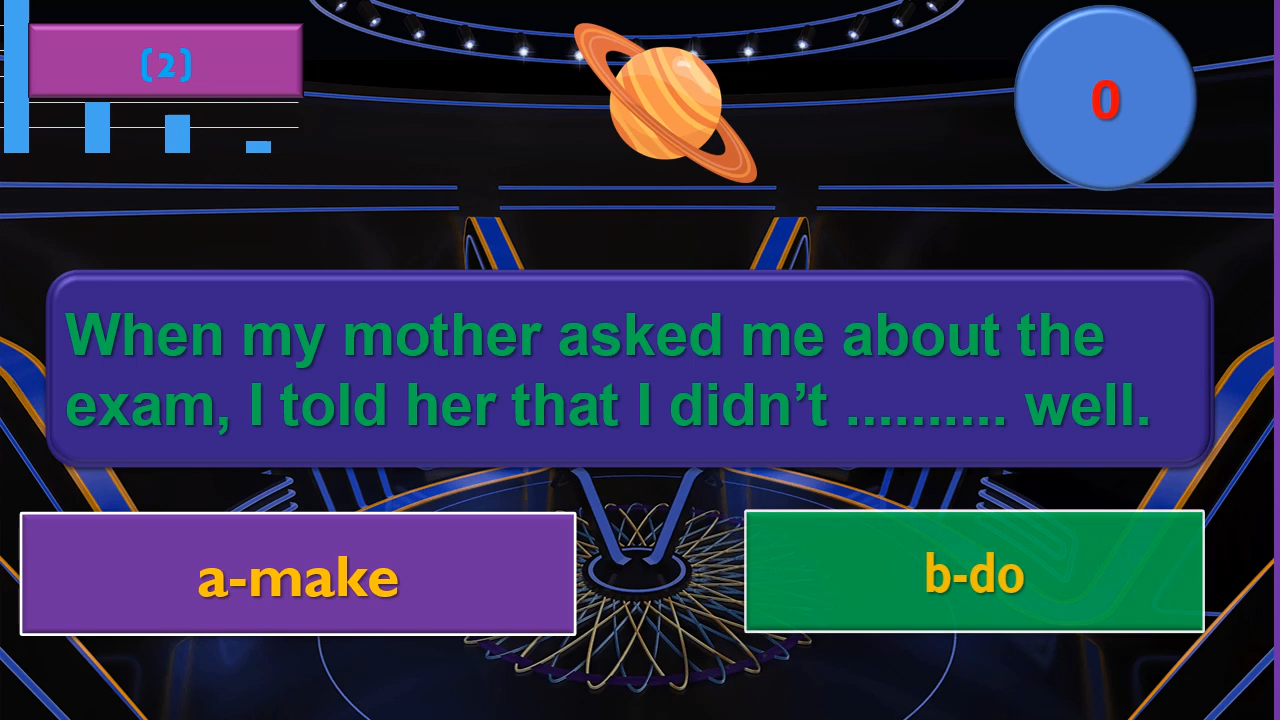 (2)
0
When my mother asked me about the
exam, I told her that I didn’t .......... well.
a-make
b-do